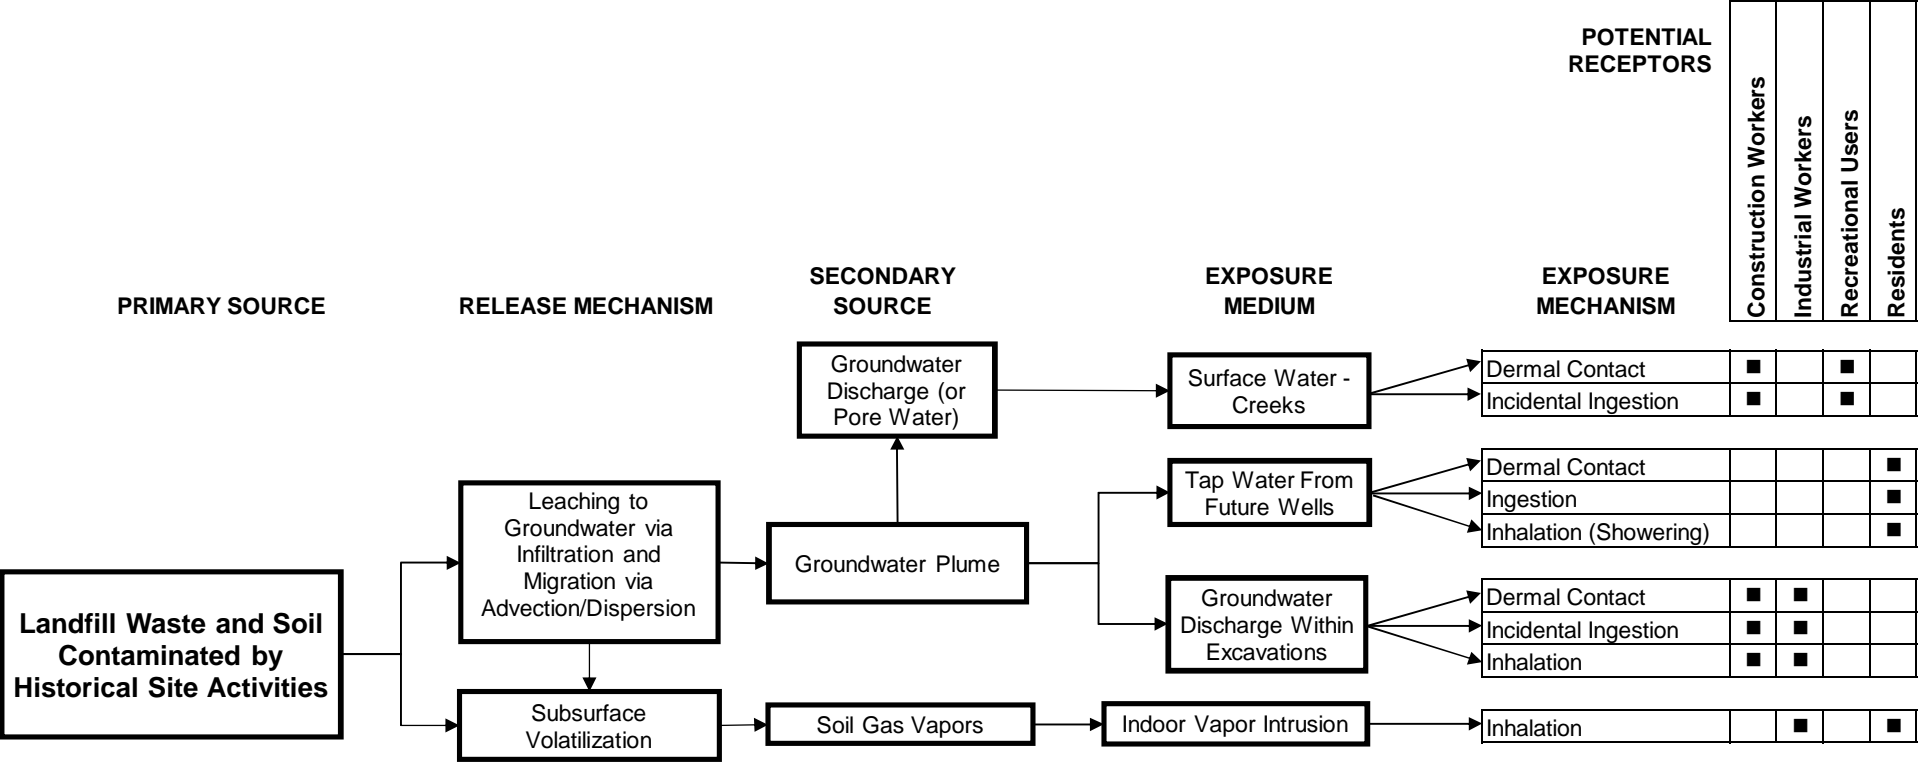 POTENTIAL
RECEPTORS
Construction Workers
Industrial Workers
Recreational Users
Residents
PRIMARY SOURCE
RELEASE MECHANISM
SECONDARY
SOURCE
EXPOSURE
MEDIUM
EXPOSURE
MECHANISM
Groundwater
Discharge (or
Pore Water)
Surface Water -
Creeks
Dermal Contact
Incidental Ingestion
Leaching to
Groundwater via
Infiltration and
Migration via
Advection/Dispersion
Groundwater Plume
Tap Water From
Future Wells
Dermal Contact
Ingestion
Inhalation (Showering)
Landfill Waste and Soil
Contaminated by
Historical Site Activities
Groundwater
Discharge Within
Excavations
Dermal Contact
Incidental Ingestion
Inhalation
Subsurface
Volatilization
Soil Gas Vapors
Indoor Vapor Intrusion
Inhalation